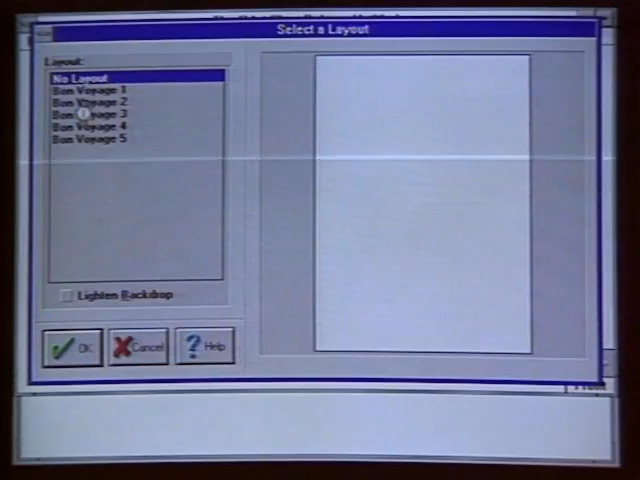 Select a Layout
Layout:
No Layout
Bon Voyage 1
Bon Voyage 2
Bon Voyage 3
Bon Voyage 4
Bon Voyage 5
Lighten Backdrop
OK
Cancel
Help